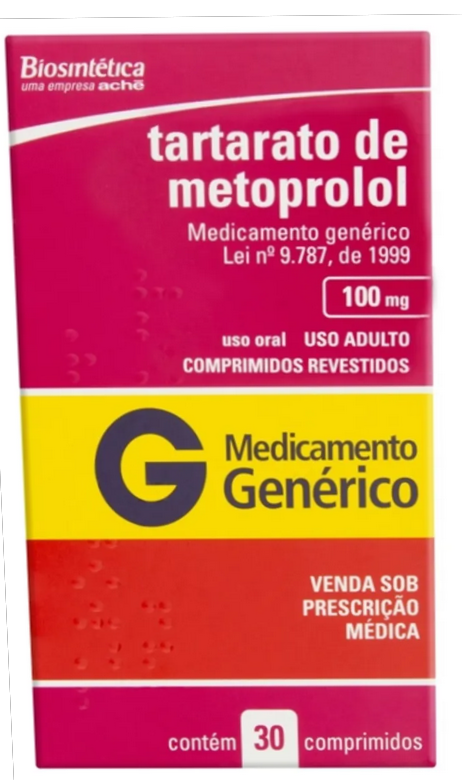 Biosintética
uma empresa achē
tartarato de
metoprolol
Medicamento genérico
Lei nº 9.787, de 1999
100 mg
uso oral USO ADULTO
COMPRIMIDOS REVESTIDOS
G Medicamento
Genérico
VENDA SOB
PRESCRIÇÃO
MÉDICA
contém 30 comprimidos